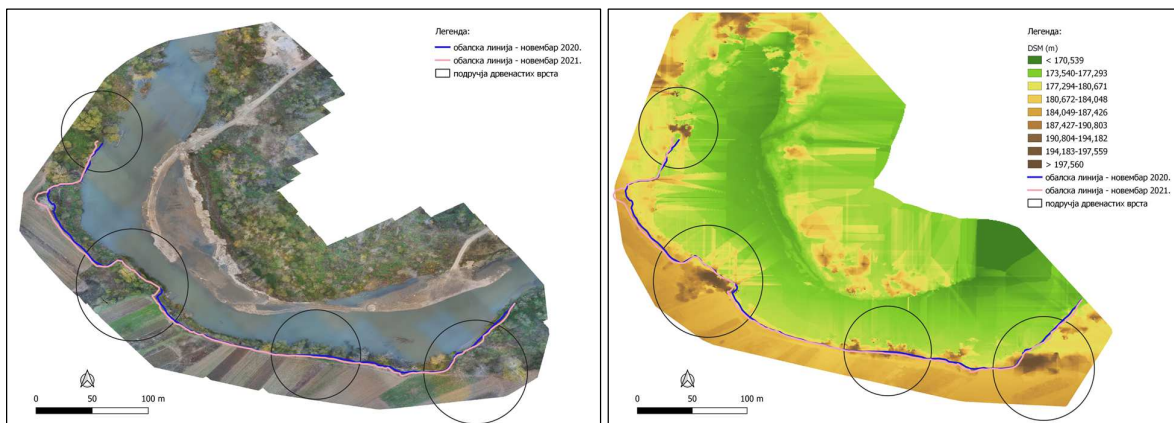 Легенда:
обалска линија - новембар 2020.
обалска линија - новембар 2021.
подручја дрвенастих врста
0 50 100 m
Легенда:
DSM (m)
< 170,539
173,540-177,293
177,294-180,671
180,672-184,048
184,049-187,426
187,427-190,803
190,804-194,182
194,183-197,559
> 197,560
обалска линија - новембар 2020.
обалска линија - новембар 2021.
подручја дрвенастих врста
0 50 100 m